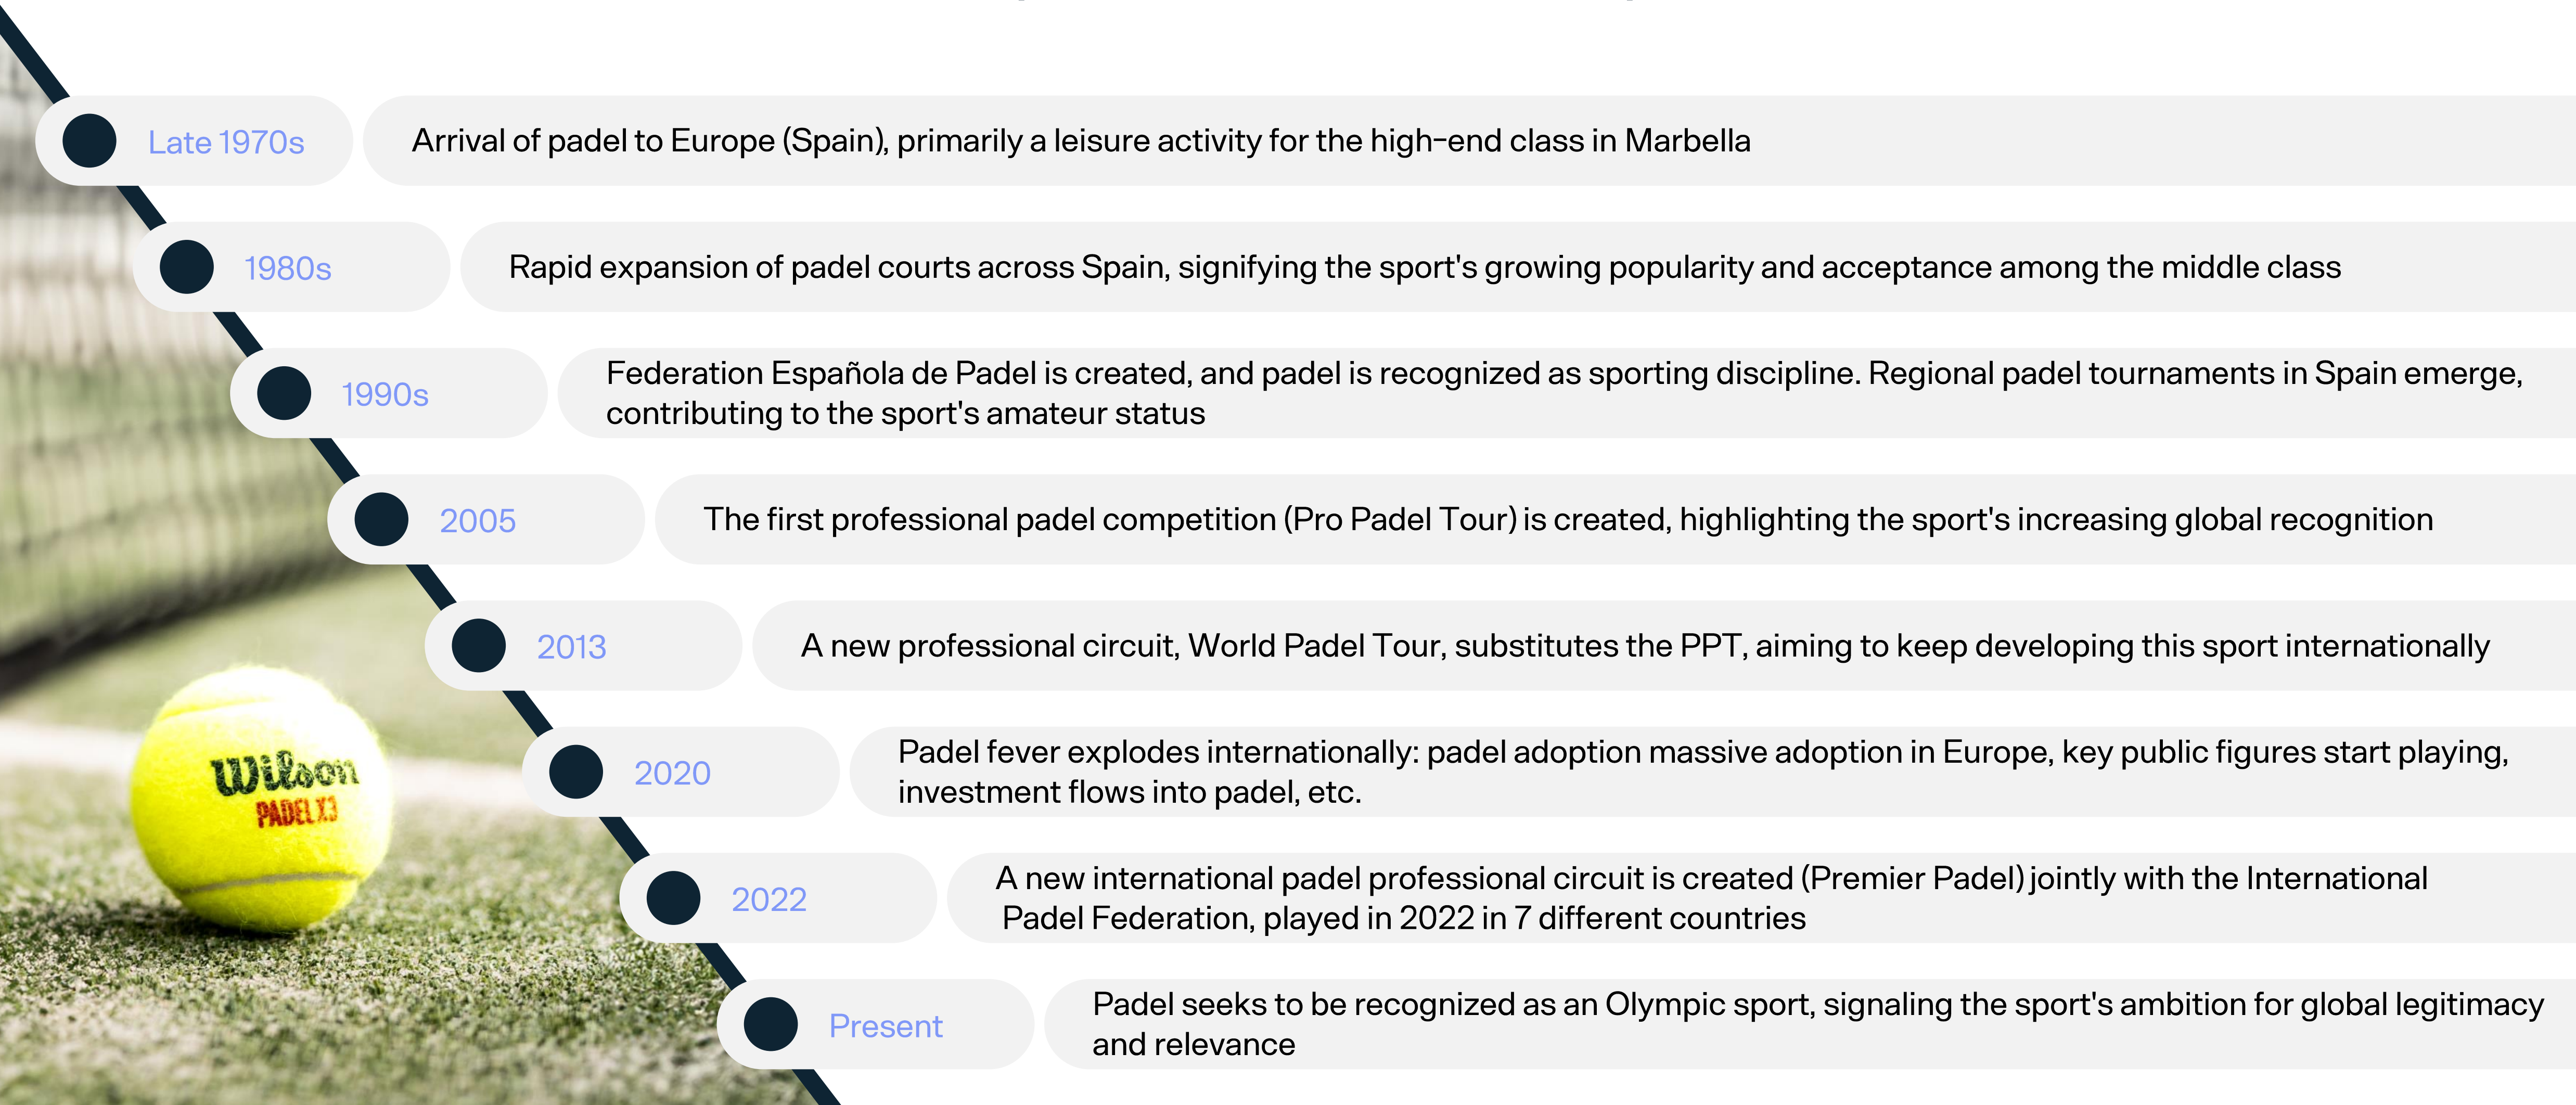 Late 1970s
Arrival of padel to Europe (Spain), primarily a leisure activity for the high-end class in Marbella
1980s
Rapid expansion of padel courts across Spain, signifying the sport's growing popularity and acceptance among the middle class
1990s
Federation Española de Padel is created, and padel is recognized as sporting discipline. Regional padel tournaments in Spain emerge,
contributing to the sport's amateur status
2005
The first professional padel competition (Pro Padel Tour) is created, highlighting the sport's increasing global recognition
2013
A new professional circuit, World Padel Tour, substitutes the PPT, aiming to keep developing this sport internationally
2020
Padel fever explodes internationally: padel adoption massive adoption in Europe, key public figures start playing,
investment flows into padel, etc.
2022
A new international padel professional circuit is created (Premier Padel) jointly with the International
Padel Federation, played in 2022 in 7 different countries
Present
Padel seeks to be recognized as an Olympic sport, signaling the sport's ambition for global legitimacy
and relevance
Wilson
PADEL X3